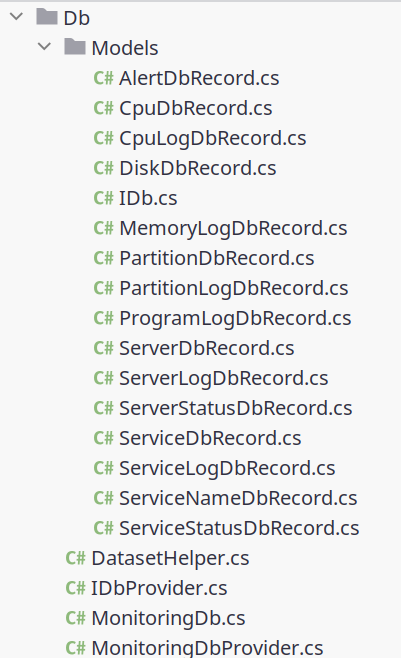 Db
Models
C# AlertDbRecord.cs
C# CpuDbRecord.cs
C# CpuLogDbRecord.cs
C# DiskDbRecord.cs
C# IDb.cs
C# MemoryLogDbRecord.cs
C# PartitionDbRecord.cs
C# PartitionLogDbRecord.cs
C# ProgramLogDbRecord.cs
C# ServerDbRecord.cs
C# ServerLogDbRecord.cs
C# ServerStatusDbRecord.cs
C# ServiceDbRecord.cs
C# ServiceLogDbRecord.cs
C# ServiceNameDbRecord.cs
C# ServiceStatusDbRecord.cs
C# DatasetHelper.cs
C# IDbProvider.cs
C# MonitoringDb.cs
C# MonitoringDbProvider.cs